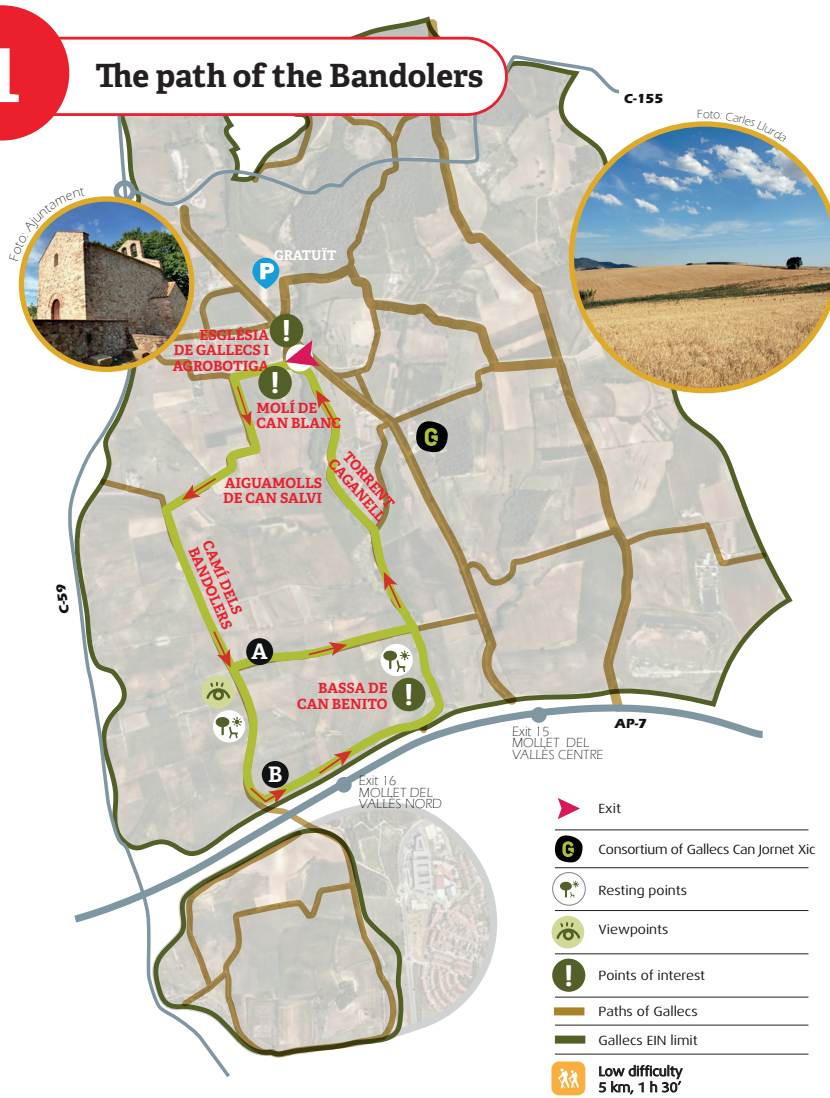 1
The path of the Bandolers
C-155
Foto: Carles Llurda
Foto: Ajuntament
P
GRATUÏT
!
ESGLÉSIA
DE GALLECS I
AGROBOTIGA
!
MOLÍ DE
CAN BLANC
G
TORRENT
CAGANELL
AIGUAMOLLS
DE CAN SALVI
CAMÍ DELS
BANDOLERS
C-59
A
BASSA DE
CAN BENITO
!
AP-7
Exit 15
MOLLET DEL
VALLÈS CENTRE
B
Exit 16
MOLLET DEL
VALLÈS NORD
Exit
G
Consortium of Gallecs Can Jornet Xic
Resting points
Viewpoints
!
Points of interest
Paths of Gallecs
Gallecs EIN limit
Low difficulty
5 km, 1 h 30’